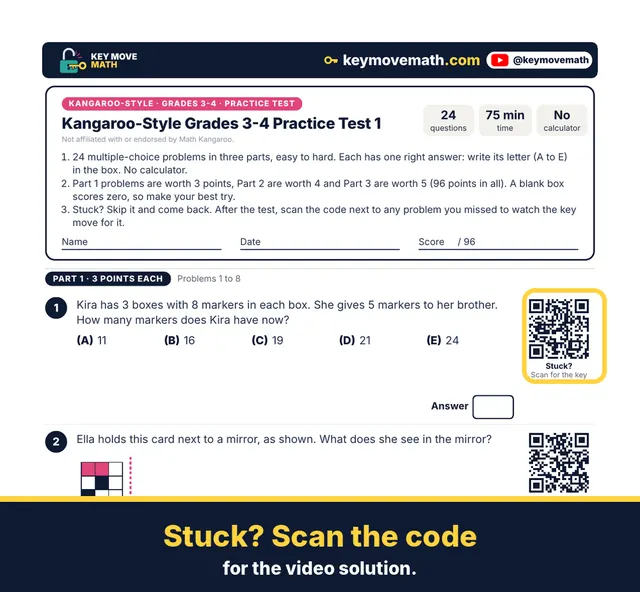 KEY MOVE
MATH
keymovemath.com
@keymovemath
KANGAROO-STYLE · GRADES 3-4 · PRACTICE TEST
Kangaroo-Style Grades 3-4 Practice Test 1
Not affiliated with or endorsed by Math Kangaroo.
24
questions
75 min
time
No
calculator
1. 24 multiple-choice problems in three parts, easy to hard. Each has one right answer: write its letter (A to E)
in the box. No calculator.
2. Part 1 problems are worth 3 points, Part 2 are worth 4 and Part 3 are worth 5 (96 points in all). A blank box
scores zero, so make your best try.
3. Stuck? Skip it and come back. After the test, scan the code next to any problem you missed to watch the key
move for it.
Name
Date
Score / 96
PART 1 · 3 POINTS EACH Problems 1 to 8
1 Kira has 3 boxes with 8 markers in each box. She gives 5 markers to her brother.
How many markers does Kira have now?
(A) 11 (B) 16 (C) 19 (D) 21 (E) 24
Stuck?
Scan for the key
Answer
2 Ella holds this card next to a mirror, as shown. What does she see in the mirror?
Stuck? Scan the code
for the video solution.